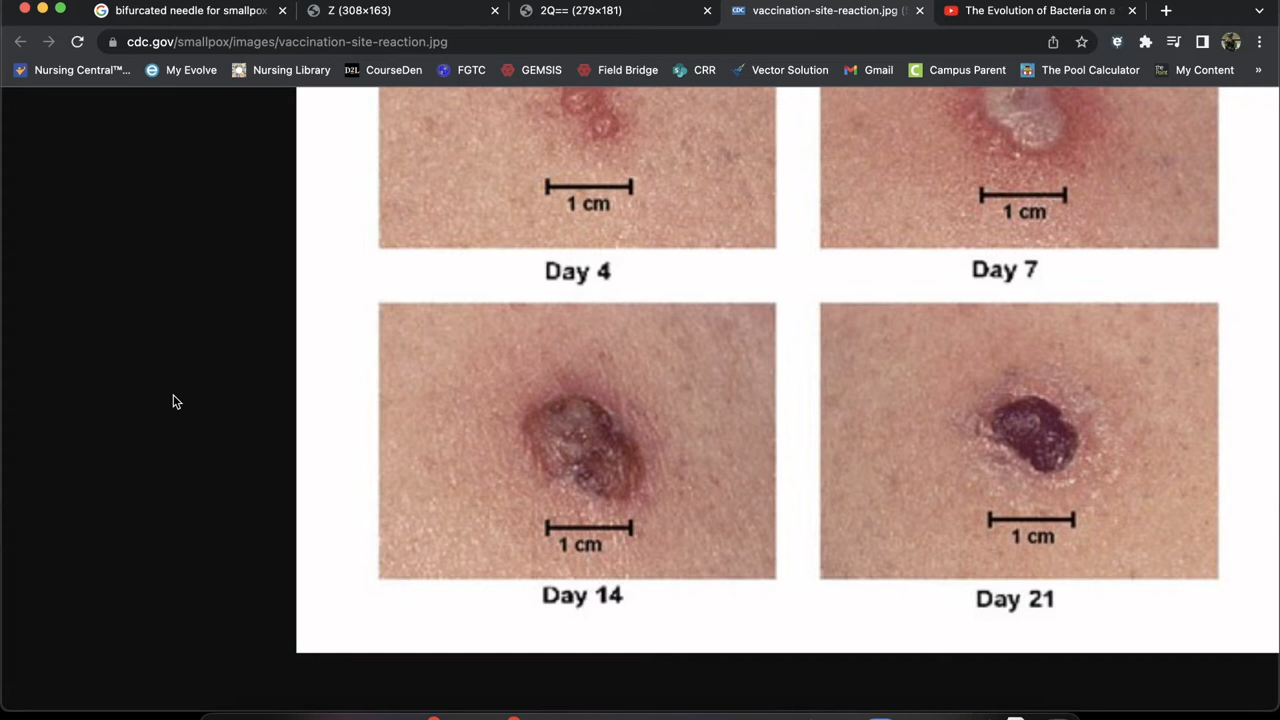 bifurcated needle for smallpox
Z (308×163)
2Q== (279×181)
CDC
vaccination-site-reaction.jpg (
The Evolution of Bacteria on a
cdc.gov/smallpox/images/vaccination-site-reaction.jpg
Nursing Central™...
My Evolve
Nursing Library
D2L
CourseDen
FGTC
GEMSIS
Field Bridge
CRR
Vector Solution
Gmail
Campus Parent
The Pool Calculator
My Content
»
1 cm
1 cm
Day 4
Day 7
1 cm
1 cm
Day 14
Day 21